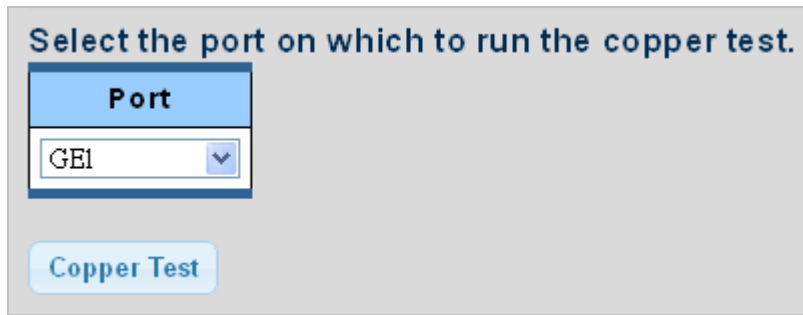 Select the port on which to run the copper test.
Port
GE1
Copper Test